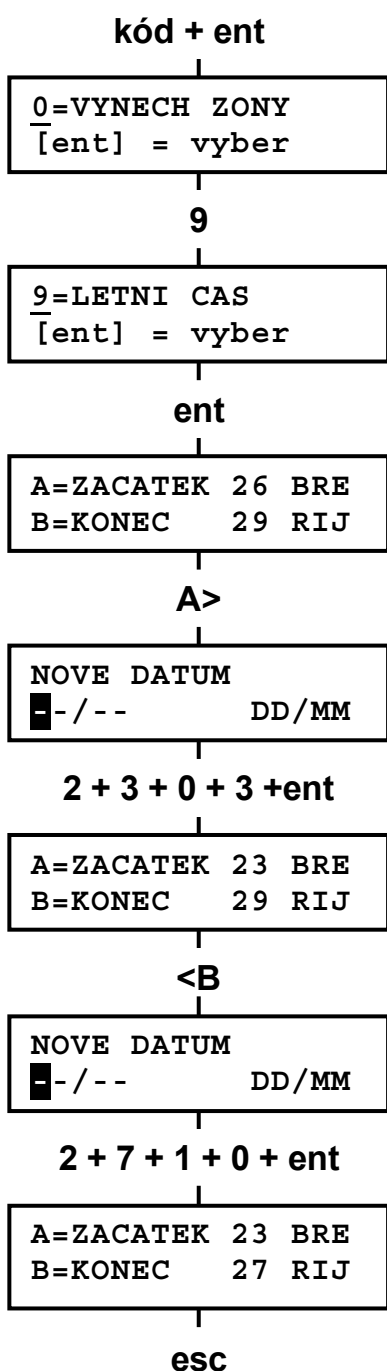 kód + ent
0=VYNECH ZONY
[ent] = vyber
9
9=LETNI CAS
[ent] = vyber
ent
A=ZACATEK 26 BRE
B=KONEC 29 RIJ
A>
NOVE DATUM
--/-- DD/MM
2 + 3 + 0 + 3 +ent
A=ZACATEK 23 BRE
B=KONEC 29 RIJ
<B
NOVE DATUM
--/-- DD/MM
2 + 7 + 1 + 0 + ent
A=ZACATEK 23 BRE
B=KONEC 27 RIJ
esc